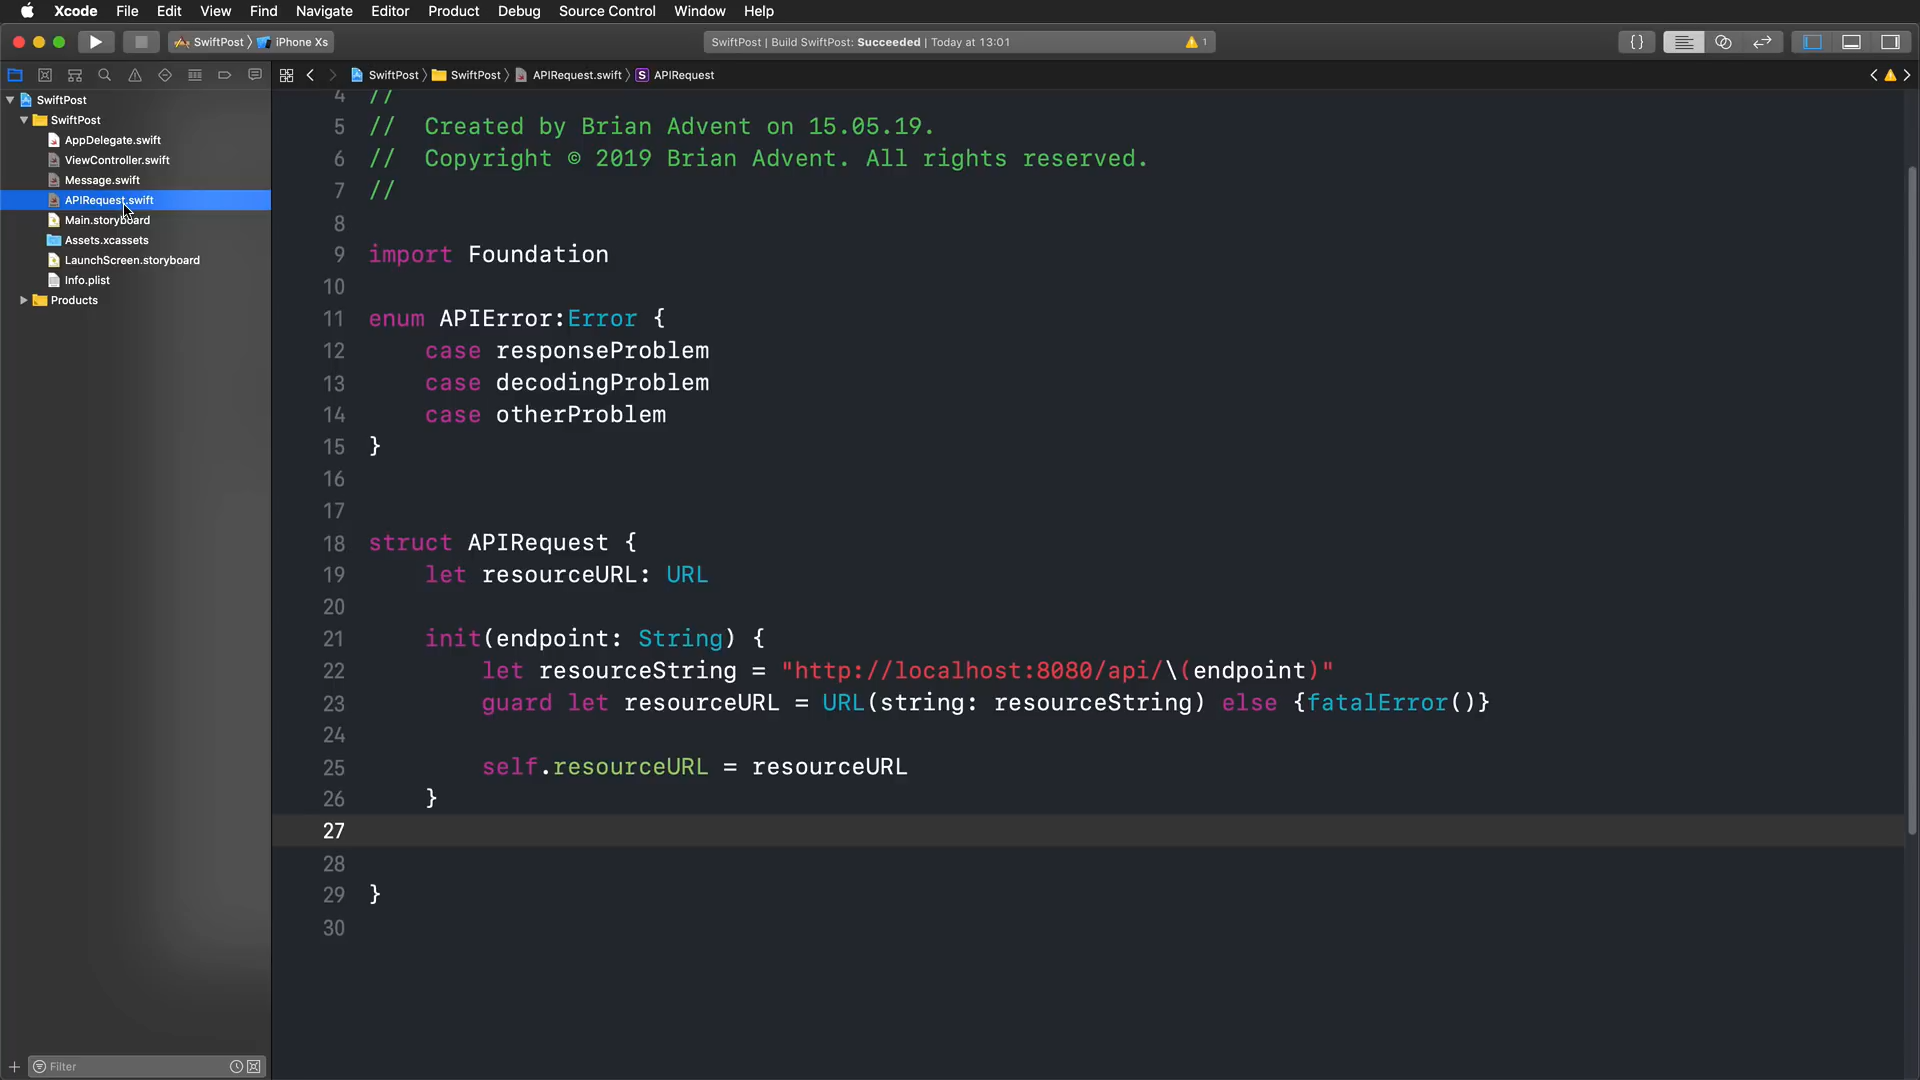 Xcode File Edit View Find Navigate Editor Product Debug Source Control Window Help
SwiftPost iPhone Xs
SwiftPost | Build SwiftPost: Succeeded | Today at 13:01
1
{}
SwiftPost SwiftPost APIRequest.swift S APIRequest
SwiftPost
SwiftPost
AppDelegate.swift
ViewController.swift
Message.swift
APIRequest.swift
Main.storyboard
Assets.xcassets
LaunchScreen.storyboard
Info.plist
Products
4 //
5 //  Created by Brian Advent on 15.05.19.
6 //  Copyright © 2019 Brian Advent. All rights reserved.
7 //
8
9 import Foundation
10
11 enum APIError:Error {
12     case responseProblem
13     case decodingProblem
14     case otherProblem
15 }
16
17
18 struct APIRequest {
19     let resourceURL: URL
20
21     init(endpoint: String) {
22         let resourceString = "http://localhost:8080/api/\(endpoint)"
23         guard let resourceURL = URL(string: resourceString) else {fatalError()}
24
25         self.resourceURL = resourceURL
26     }
27
28
29 }
30
Filter